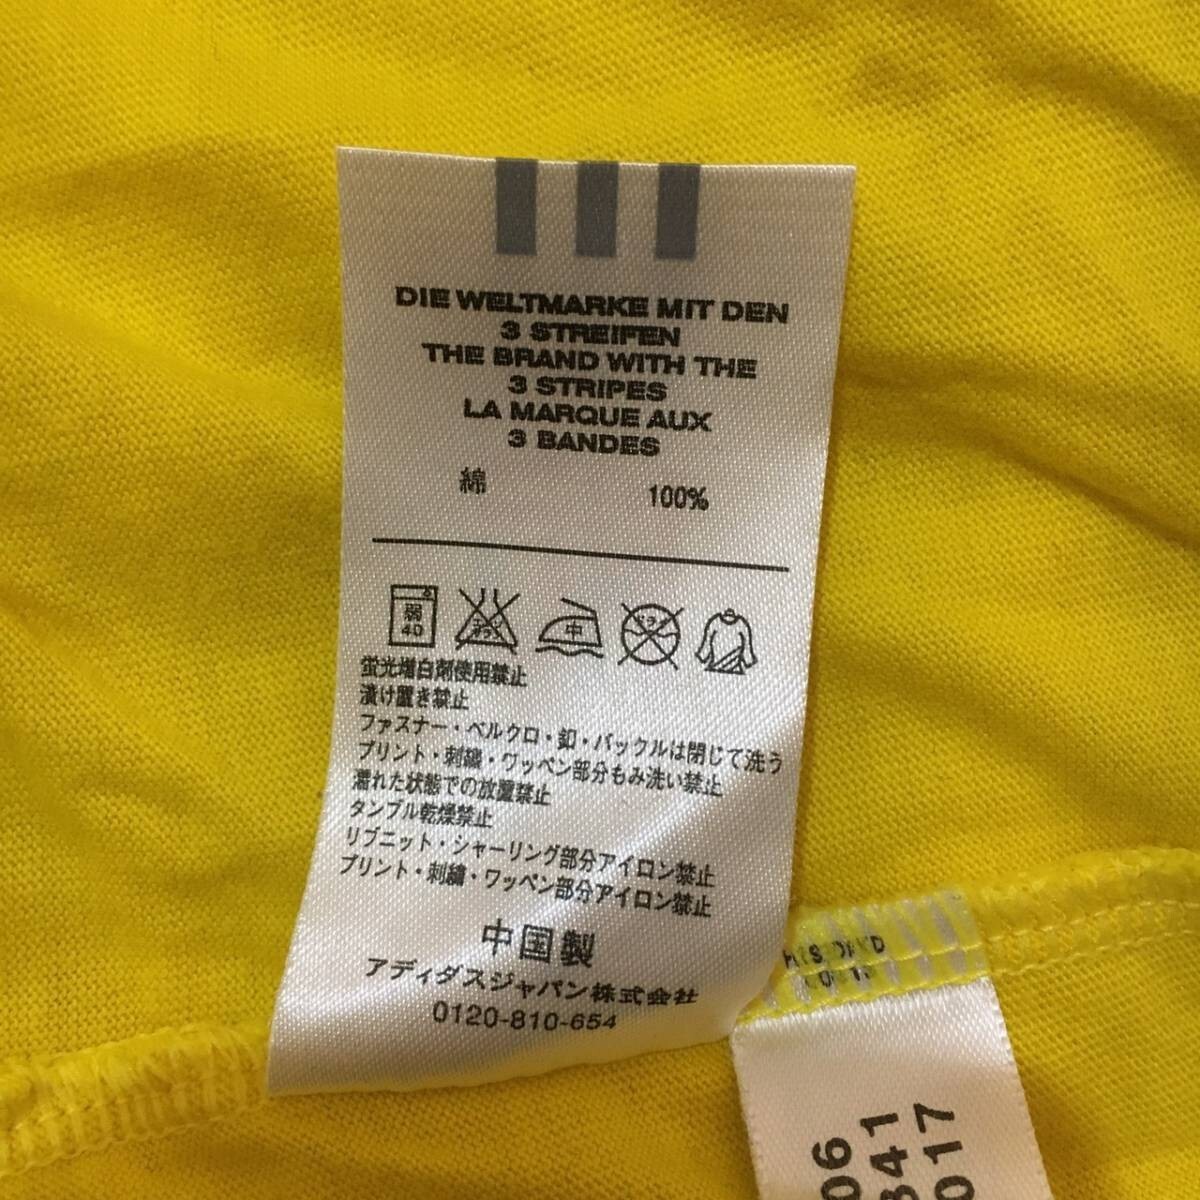 DIE WELTMARKE MIT DEN
3 STREIFEN
THE BRAND WITH THE
3 STRIPES
LA MARQUE AUX
3 BANDES
綿 100%
弱
40
中
蛍光増白剤使用禁止
漬け置き禁止
ファスナー・ベルクロ・釦・バックルは閉じて洗う
プリント・刺繍・ワッペン部分もみ洗い禁止
濡れた状態での放置禁止
タンブル乾燥禁止
リブニット・シャーリング部分アイロン禁止
プリント・刺繍・ワッペン部分アイロン禁止
中国製
アディダスジャパン株式会社
0120-810-654
06
341
017